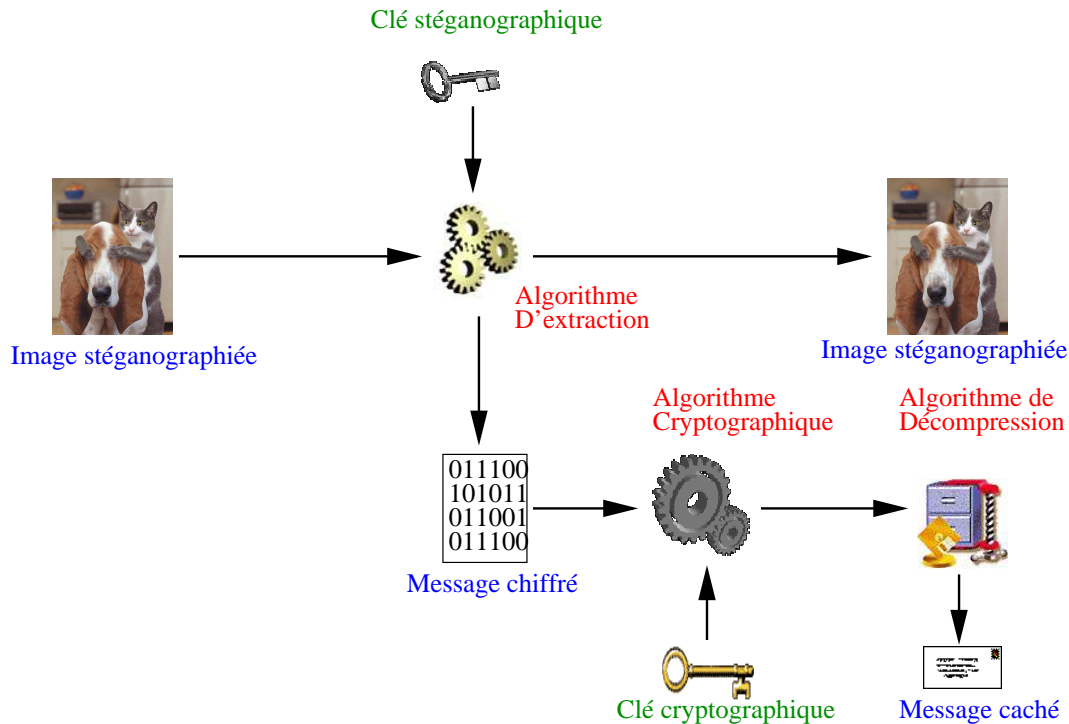 Clé stéganographique
Algorithme
D'extraction
Image stéganographiée
Image stéganographiée
Algorithme
Cryptographique
Algorithme de
Décompression
011100
101011
011001
011100
Message chiffré
Clé cryptographique
Message caché